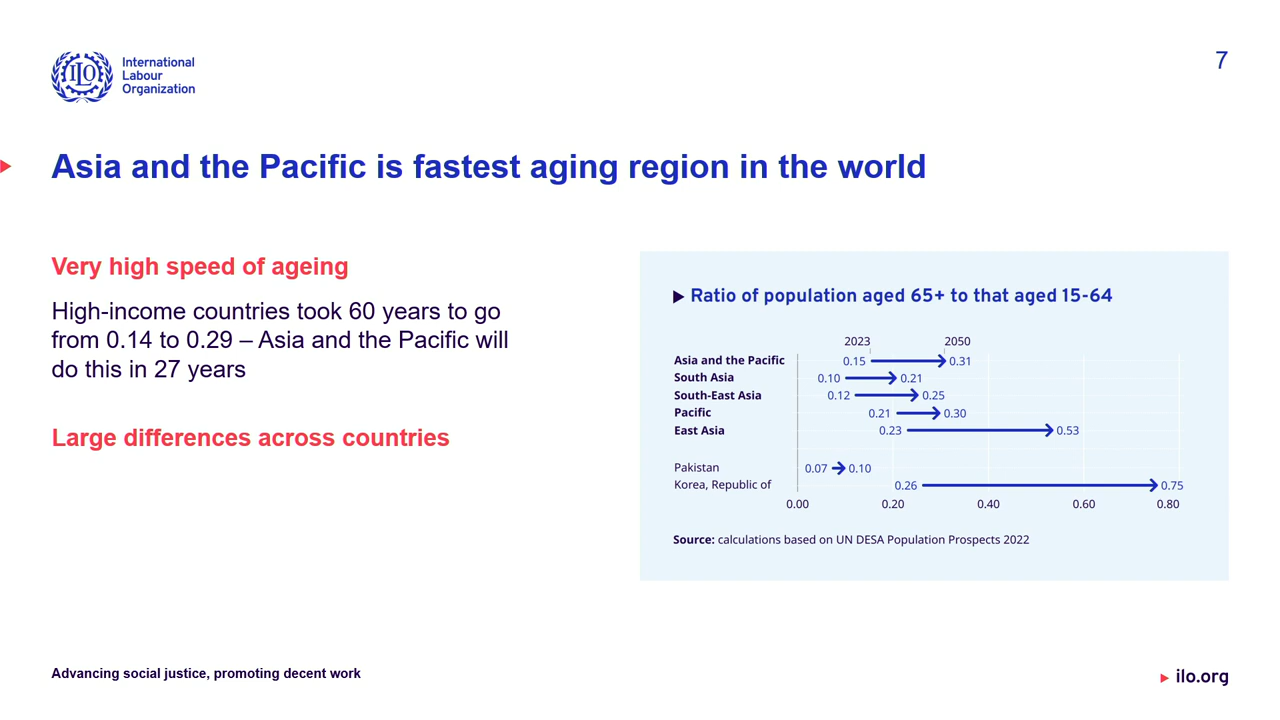 ILO
International
Labour
Organization
7
Asia and the Pacific is fastest aging region in the world
Very high speed of ageing
High-income countries took 60 years to go
from 0.14 to 0.29 – Asia and the Pacific will
do this in 27 years
Large differences across countries
Ratio of population aged 65+ to that aged 15-64
2023 2050
Asia and the Pacific 0.15 0.31
South Asia 0.10 0.21
South-East Asia 0.12 0.25
Pacific 0.21 0.30
East Asia 0.23 0.53
Pakistan 0.07 0.10
Korea, Republic of 0.26 0.75
0.00 0.20 0.40 0.60 0.80
Source: calculations based on UN DESA Population Prospects 2022
Advancing social justice, promoting decent work
ilo.org